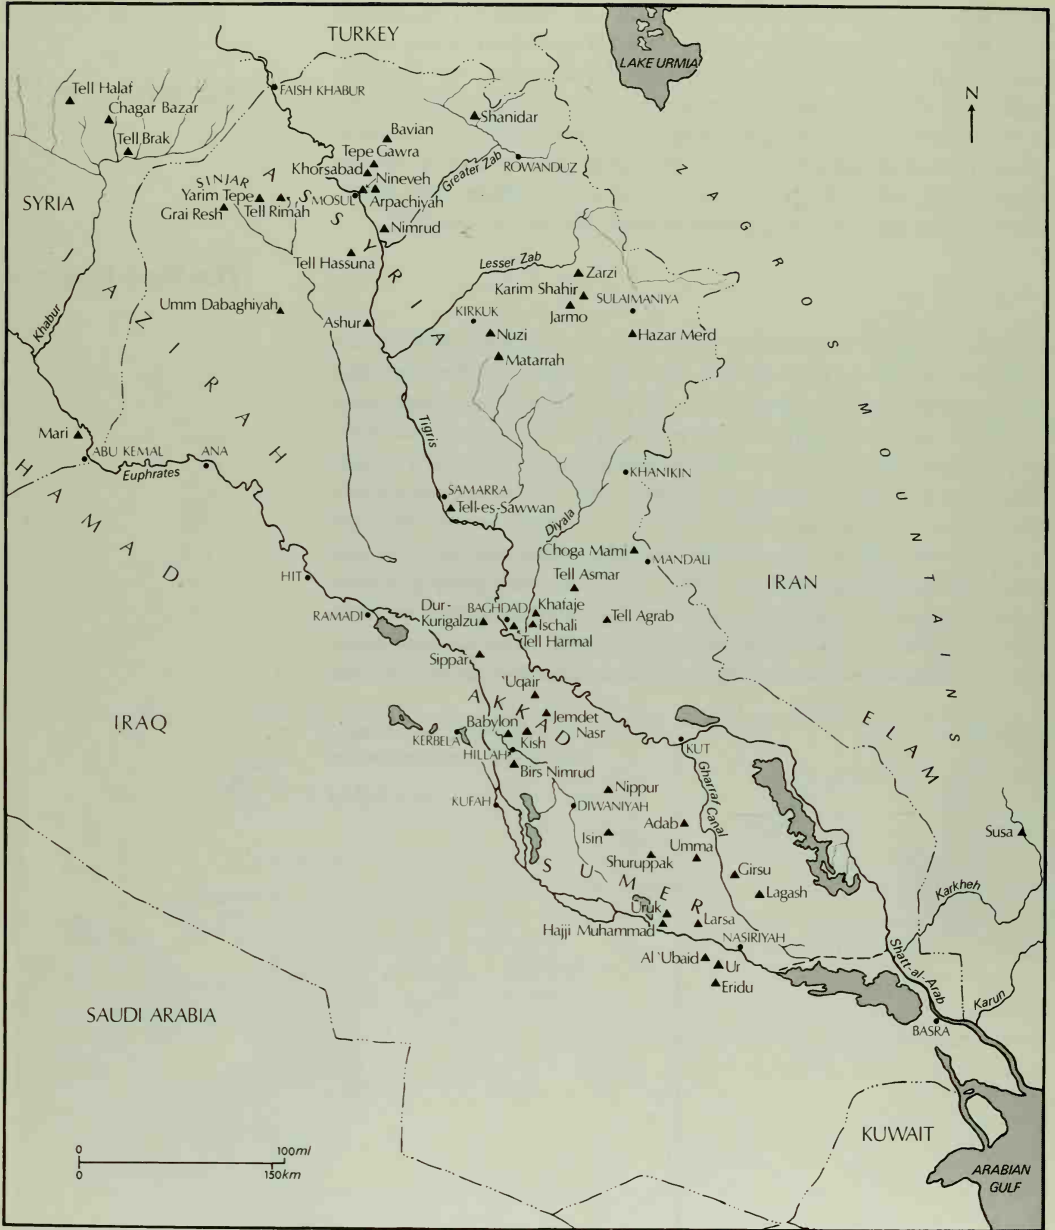 TURKEY
LAKE URMIA
N
Tell Halaf
Chagar Bazar
Tell Brak
FAISH KHABUR
Shanidar
Bavian
Tepe Gawra
Khorsabad
Nineveh
Greater Zab
ROWANDUZ
SINJAR
ASSYRIA
MOSUL
Arpachiyah
SYRIA
Yarim Tepe
Grai Resh
Tell Rimah
Nimrud
Tell Hassuna
ZAGROS MOUNTAINS
JAZIRAH
Lesser Zab
Zarzi
Karim Shahir
SULAIMANIYA
Jarmo
Umm Dabaghiyah
Ashur
KIRKUK
Nuzi
Hazar Merd
Matarrah
Khabur
Tigris
Mari
ABU KEMAL
ANA
Euphrates
HAMAD
KHANIKIN
SAMARRA
Tell-es-Sawwan
Diyala
Choga Mami
MANDALI
HIT
Tell Asmar
IRAN
RAMADI
Dur-
Kurigalzu
BAGHDAD
Khafaje
Ischali
Tell Agrab
Tell Harmal
Sippar
'Uqair
AKKAD
IRAQ
Babylon
Jemdet
Nasr
KERBELA
Kish
HILLAH
KUT
ELAM
Birs Nimrud
Gharraf Canal
Nippur
KUFAH
DIWANIYAH
Isin
Adab
Susa
Umma
Shuruppak
SUMER
Girsu
Lagash
Karkheh
Uruk
Larsa
Hajji Muhammad
NASIRIYAH
Al 'Ubaid
Ur
Eridu
Shatt-al-Arab
Karun
SAUDI ARABIA
BASRA
KUWAIT
0 100ml
0 150km
ARABIAN
GULF